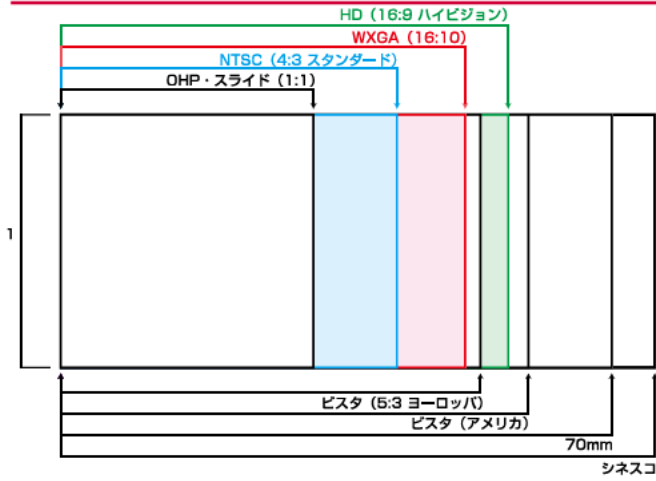 HD（16:9 ハイビジョン）
WXGA（16:10）
NTSC（4:3 スタンダード）
OHP・スライド（1:1）
1
ビスタ（5:3 ヨーロッパ）
ビスタ（アメリカ）
70mm
シネスコ